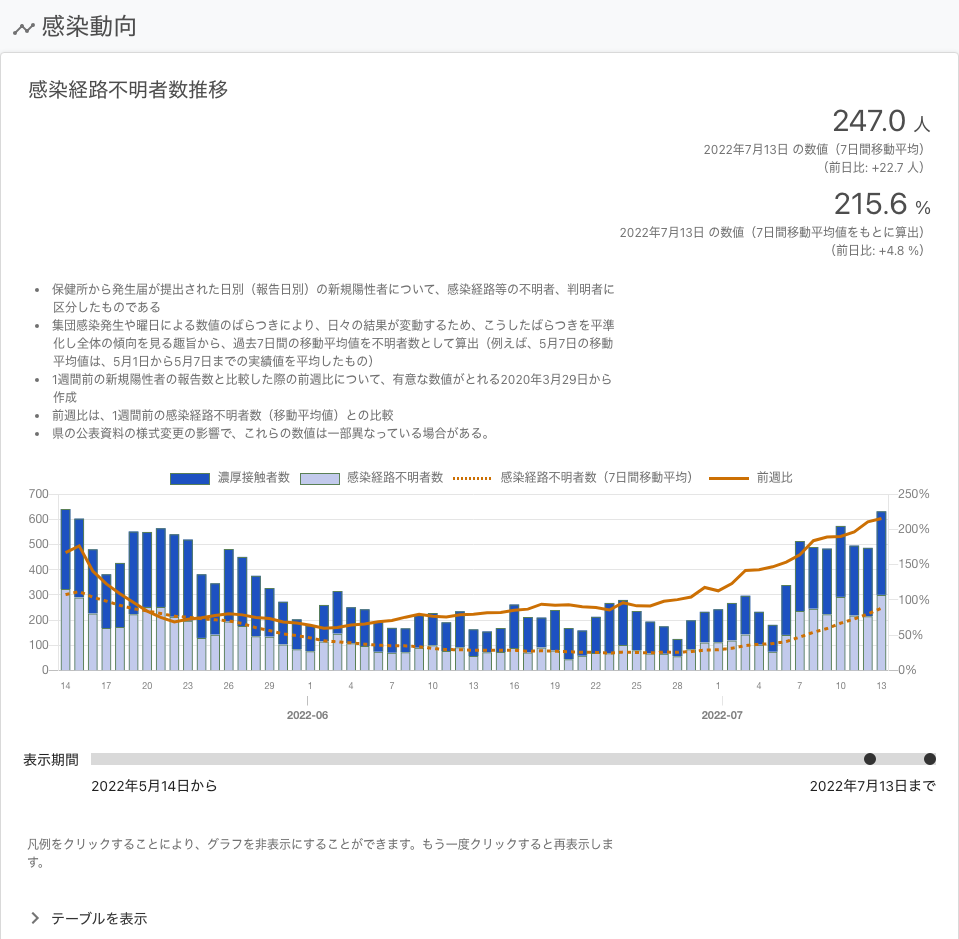 感染動向
感染経路不明者数推移
247.0 人
2022年7月13日 の数値（7日間移動平均）
（前日比: +22.7 人）
215.6 %
2022年7月13日 の数値（7日間移動平均値をもとに算出）
（前日比: +4.8 %）
• 保健所から発生届が提出された日別（報告日別）の新規陽性者について、感染経路等の不明者、判明者に
区分したものである
• 集団感染発生や曜日による数値のばらつきにより、日々の結果が変動するため、こうしたばらつきを平準
化し全体の傾向を見る趣旨から、過去7日間の移動平均値を不明者数として算出（例えば、5月7日の移動
平均値は、5月1日から5月7日までの実績値を平均したもの）
• 1週間前の新規陽性者の報告数と比較した際の前週比について、有意な数値がとれる2020年3月29日から
作成
• 前週比は、1週間前の感染経路不明者数（移動平均値）との比較
• 県の公表資料の様式変更の影響で、これらの数値は一部異なっている場合がある。
濃厚接触者数 感染経路不明者数 感染経路不明者数（7日間移動平均） 前週比
700 250%
600 200%
500 150%
400 100%
300 50%
200 0%
100
0
14 17 20 23 26 29 1 4 7 10 13 16 19 22 25 28 1 4 7 10 13
2022-06 2022-07
表示期間
2022年5月14日から 2022年7月13日まで
凡例をクリックすることにより、グラフを非表示にすることができます。もう一度クリックすると再表示しま
す。
テーブルを表示